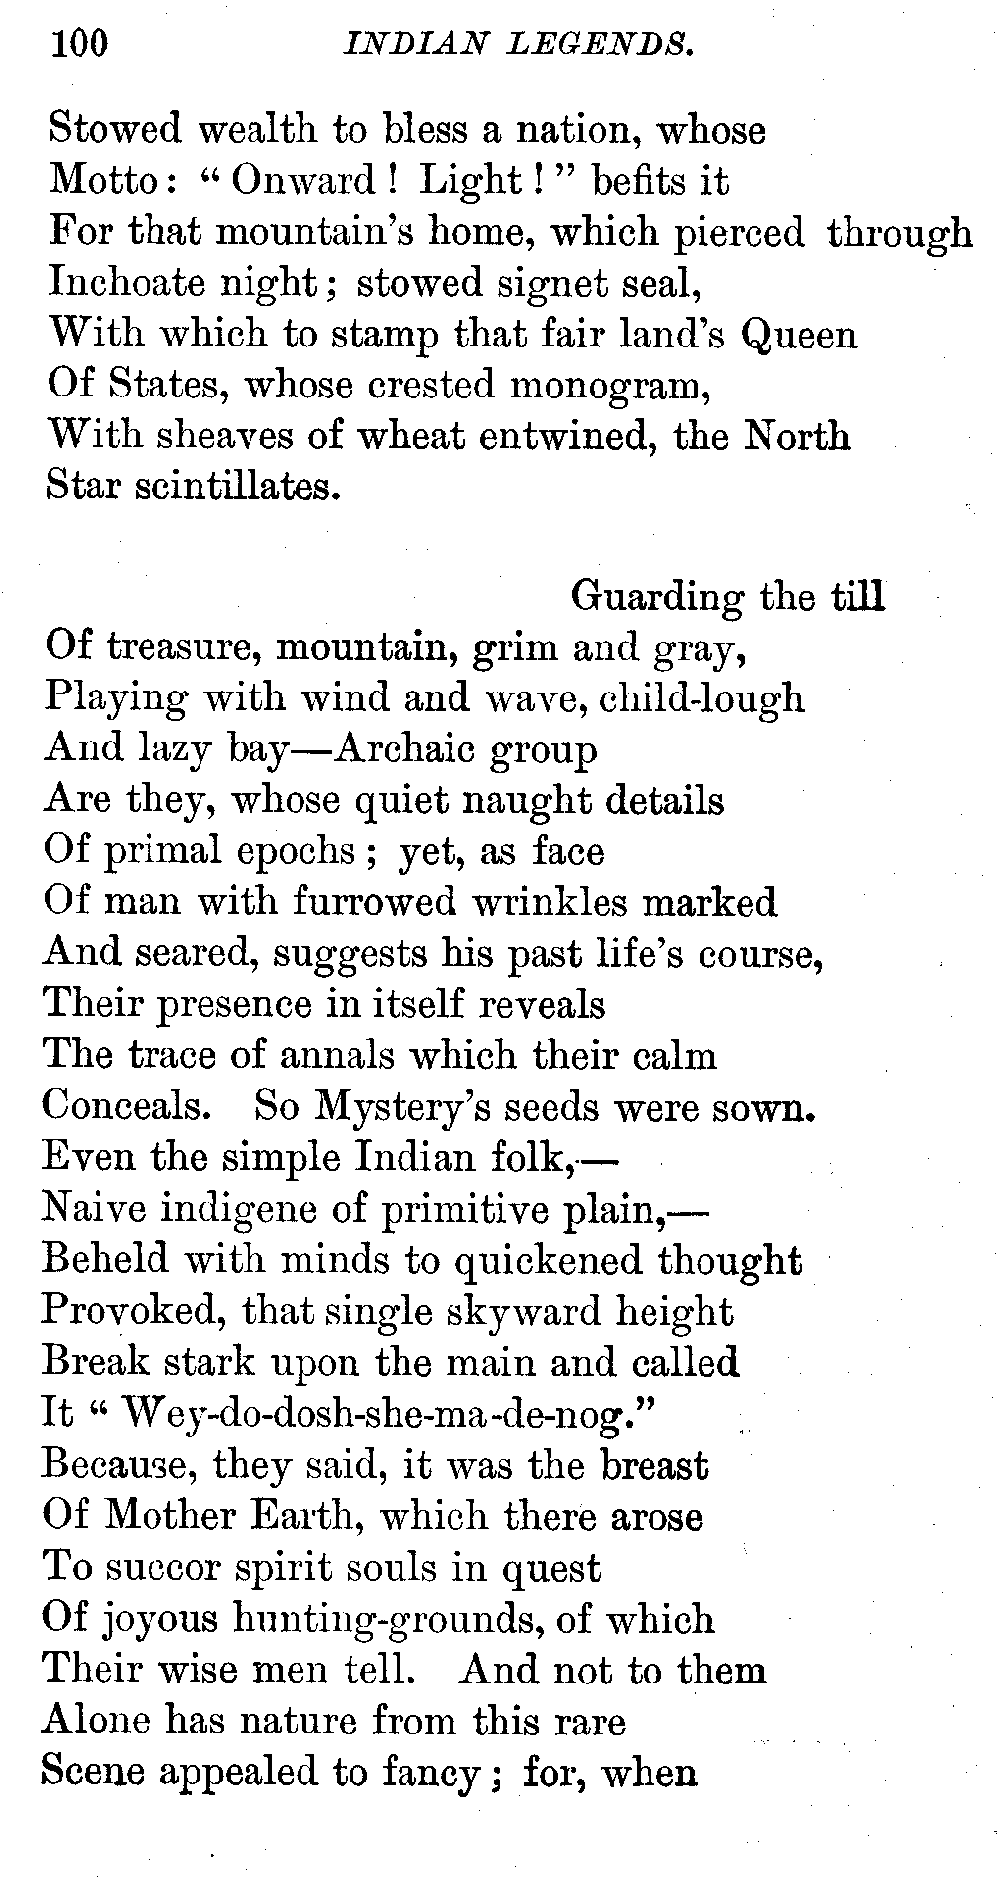 100 INDIAN LEGENDS.
Stowed wealth to bless a nation, whose
Motto: “ Onward ! Light ! ” befits it
For that mountain's home, which pierced through
Inchoate night ; stowed signet seal,
With which to stamp that fair land's Queen
Of States, whose crested monogram,
With sheaves of wheat entwined, the North
Star scintillates.
Guarding the till
Of treasure, mountain, grim and gray,
Playing with wind and wave, child-lough
And lazy bay—Archaic group
Are they, whose quiet naught details
Of primal epochs ; yet, as face
Of man with furrowed wrinkles marked
And seared, suggests his past life's course,
Their presence in itself reveals
The trace of annals which their calm
Conceals. So Mystery's seeds were sown.
Even the simple Indian folk,—
Naive indigene of primitive plain,—
Beheld with minds to quickened thought
Provoked, that single skyward height
Break stark upon the main and called
It “ Wey-do-dosh-she-ma-de-nog.”
Because, they said, it was the breast
Of Mother Earth, which there arose
To succor spirit souls in quest
Of joyous hunting-grounds, of which
Their wise men tell. And not to them
Alone has nature from this rare
Scene appealed to fancy ; for, when